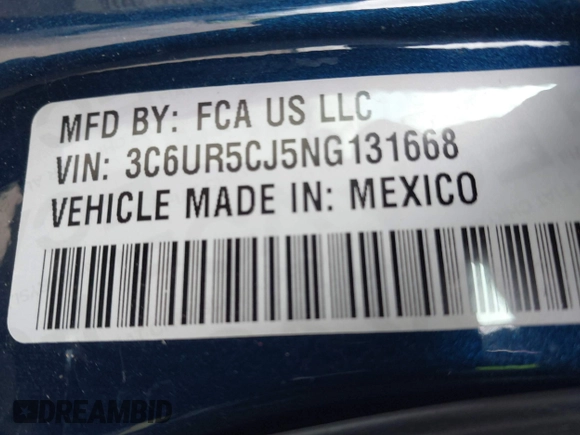 MFD BY: FCA US LLC
VIN: 3C6UR5CJ5NG131668
VEHICLE MADE IN: MEXICO
DREAMBID